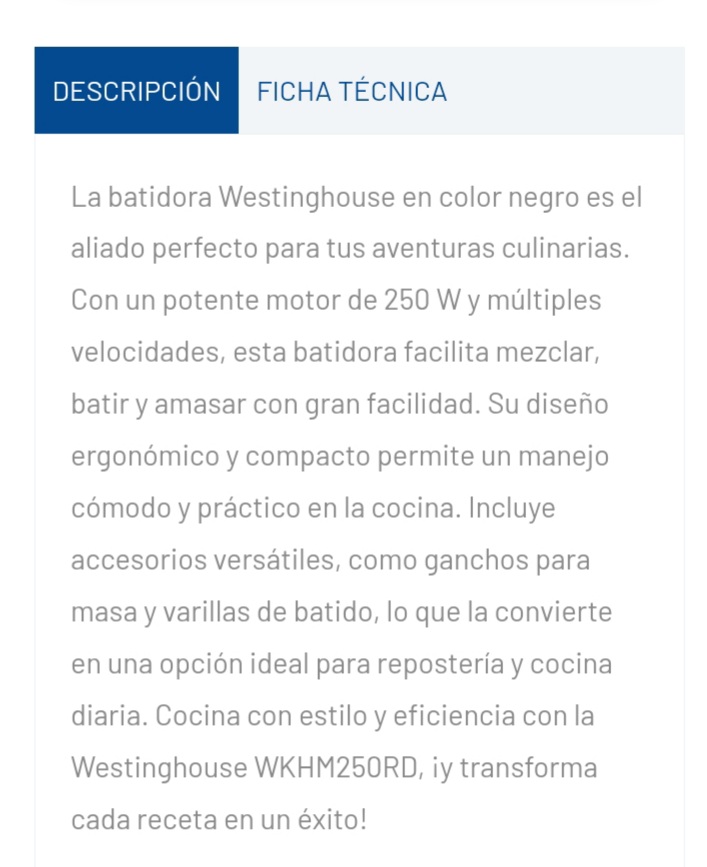 DESCRIPCIÓN FICHA TÉCNICA
La batidora Westinghouse en color negro es el
aliado perfecto para tus aventuras culinarias.
Con un potente motor de 250 W y múltiples
velocidades, esta batidora facilita mezclar,
batir y amasar con gran facilidad. Su diseño
ergonómico y compacto permite un manejo
cómodo y práctico en la cocina. Incluye
accesorios versátiles, como ganchos para
masa y varillas de batido, lo que la convierte
en una opción ideal para repostería y cocina
diaria. Cocina con estilo y eficiencia con la
Westinghouse WKHM250RD, ¡y transforma
cada receta en un éxito!